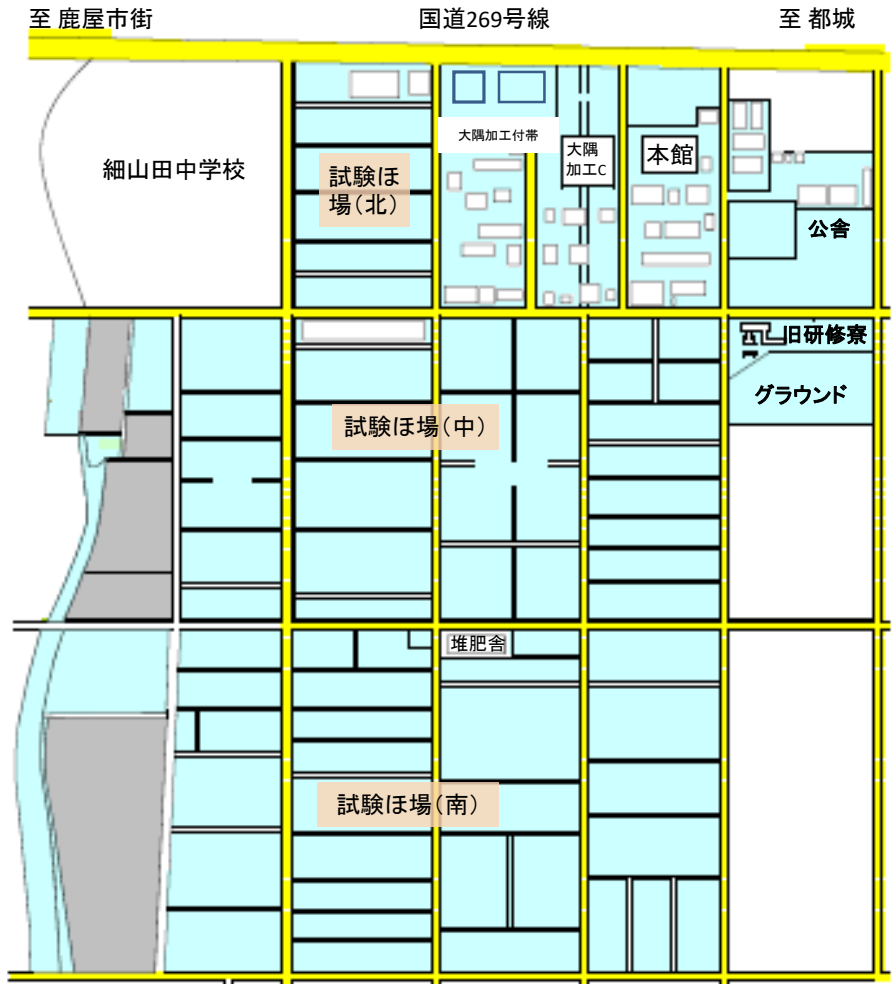 至 鹿屋市街
国道269号線
至 都城
細山田中学校
試験ほ
場(北)
大隅加工付帯
大隅
加工C
本館
公舎
旧研修寮
グラウンド
試験ほ場(中)
堆肥舎
試験ほ場(南)